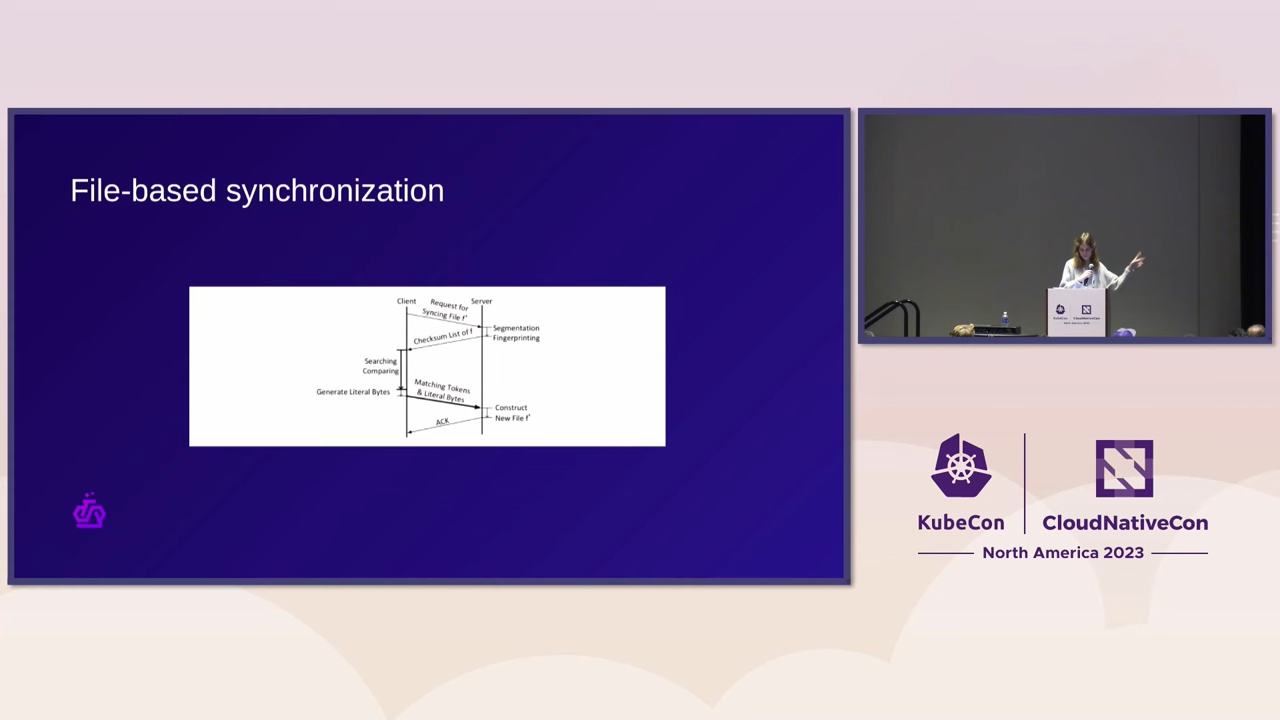 File-based synchronization
Client
Request for
Syncing File f'
Server
Segmentation
Fingerprinting
Checksum List of f
Searching
Comparing
Generate Literal Bytes
Matching Tokens
& Literal Bytes
Construct
New File f'
ACK
KubeCon
CloudNativeCon
North America 2023